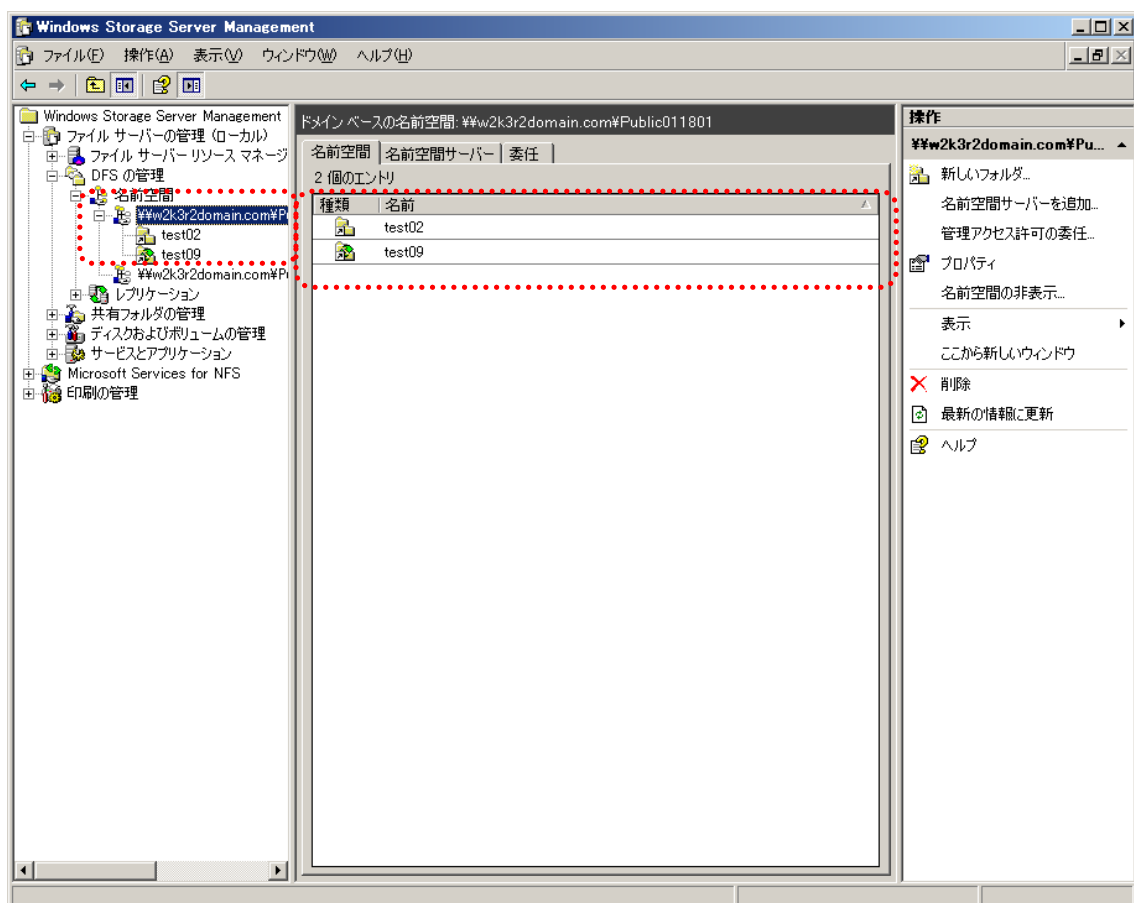 Windows Storage Server Management
ファイル(F) 操作(A) 表示(V) ウィンドウ(W) ヘルプ(H)
Windows Storage Server Management
ファイル サーバーの管理 (ローカル)
ファイル サーバー リソース マネージ
DFS の管理
名前空間
¥¥w2k3r2domain.com¥P
test02
test09
¥¥w2k3r2domain.com¥P
レプリケーション
共有フォルダの管理
ディスクおよびボリュームの管理
サービスとアプリケーション
Microsoft Services for NFS
印刷の管理
ドメイン ベースの名前空間: ¥¥w2k3r2domain.com¥Public011801
名前空間 名前空間サーバー 委任
2 個のエントリ
種類 名前
test02
test09
操作
¥¥w2k3r2domain.com¥Pu...
新しいフォルダ...
名前空間サーバーを追加...
管理アクセス許可の委任...
プロパティ
名前空間の非表示...
表示
ここから新しいウィンドウ
削除
最新の情報に更新
ヘルプ